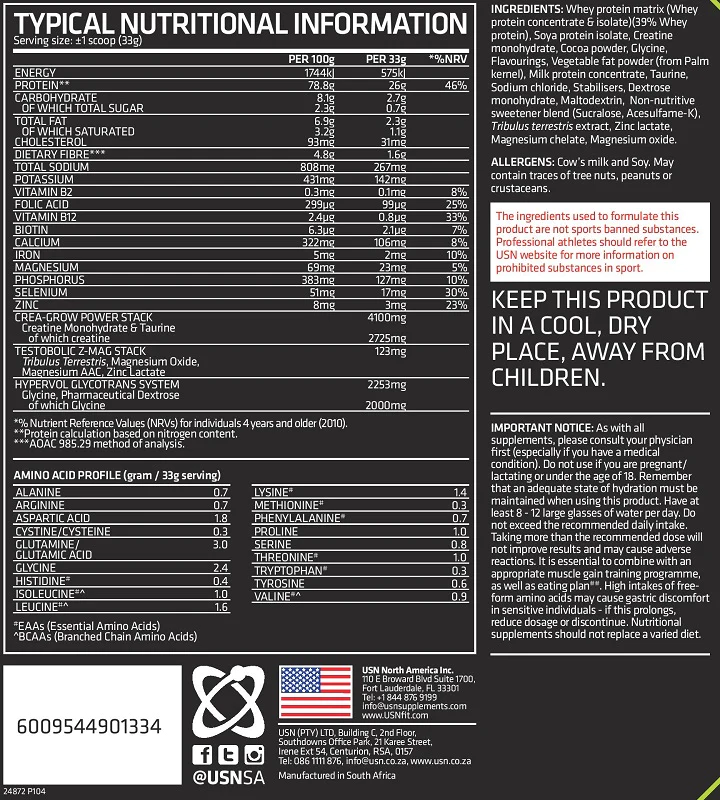 TYPICAL NUTRITIONAL INFORMATION
Serving size: ±1 scoop (33g)
PER 100g PER 33g *%NRV
ENERGY 1744kJ 575kJ
PROTEIN** 78.8g 26g 46%
CARBOHYDRATE 8.1g 2.7g
OF WHICH TOTAL SUGAR 2.3g 0.7g
TOTAL FAT 6.9g 2.3g
OF WHICH SATURATED 3.2g 1.1g
CHOLESTEROL 93mg 31mg
DIETARY FIBRE*** 4.8g 1.6g
TOTAL SODIUM 808mg 267mg
POTASSIUM 431mg 142mg
VITAMIN B2 0.3mg 0.1mg 8%
FOLIC ACID 299µg 99µg 25%
VITAMIN B12 2.4µg 0.8µg 33%
BIOTIN 6.3µg 2.1µg 7%
CALCIUM 322mg 106mg 8%
IRON 5mg 2mg 10%
MAGNESIUM 69mg 23mg 5%
PHOSPHORUS 383mg 127mg 10%
SELENIUM 51mg 17mg 30%
ZINC 8mg 3mg 23%
CREA-GROW POWER STACK 4100mg
Creatine Monohydrate & Taurine
of which creatine 2725mg
TESTOBOLIC Z-MAG STACK 123mg
Tribulus Terrestris, Magnesium Oxide,
Magnesium AAC, Zinc Lactate
HYPERVOL GLYCOTRANS SYSTEM 2253mg
Glycine, Pharmaceutical Dextrose
of which Glycine 2000mg
*% Nutrient Reference Values (NRVs) for individuals 4 years and older (2010).
**Protein calculation based on nitrogen content.
***AOAC 985.29 method of analysis.
AMINO ACID PROFILE (gram / 33g serving)
ALANINE 0.7
ARGININE 0.7
ASPARTIC ACID 1.8
CYSTINE/CYSTEINE 0.3
GLUTAMINE/ 3.0
GLUTAMIC ACID
GLYCINE 2.4
HISTIDINE# 0.4
ISOLEUCINE#^ 1.0
LEUCINE#^ 1.6
LYSINE# 1.4
METHIONINE# 0.3
PHENYLALANINE# 0.7
PROLINE 1.0
SERINE 0.8
THREONINE# 1.0
TRYPTOPHAN# 0.3
TYROSINE 0.6
VALINE#^ 0.9
#EAAs (Essential Amino Acids)
^BCAAs (Branched Chain Amino Acids)
INGREDIENTS: Whey protein matrix (Whey
protein concentrate & isolate)(39% Whey
protein), Soya protein isolate, Creatine
monohydrate, Cocoa powder, Glycine,
Flavourings, Vegetable fat powder (from Palm
kernel), Milk protein concentrate, Taurine,
Sodium chloride, Stabilisers, Dextrose
monohydrate, Maltodextrin, Non-nutritive
sweetener blend (Sucralose, Acesulfame-K),
Tribulus terrestris extract, Zinc lactate,
Magnesium chelate, Magnesium oxide.
ALLERGENS: Cow's milk and Soy. May
contain traces of tree nuts, peanuts or
crustaceans.
The ingredients used to formulate this
product are not sports banned substances.
Professional athletes should refer to the
USN website for more information on
prohibited substances in sport.
KEEP THIS PRODUCT
IN A COOL, DRY
PLACE, AWAY FROM
CHILDREN.
IMPORTANT NOTICE: As with all
supplements, please consult your physician
first (especially if you have a medical
condition). Do not use if you are pregnant/
lactating or under the age of 18. Remember
that an adequate state of hydration must be
maintained when using this product. Have at
least 8 - 12 large glasses of water per day. Do
not exceed the recommended daily intake.
Taking more than the recommended dose will
not improve results and may cause adverse
reactions. It is essential to combine with an
appropriate muscle gain training programme,
as well as eating plan##. High intakes of free-
form amino acids may cause gastric discomfort
in sensitive individuals - if this prolongs,
reduce dosage or discontinue. Nutritional
supplements should not replace a varied diet.
6009544901334
@USNSA
USN North America Inc.
110 E Broward Blvd Suite 1700,
Fort Lauderdale, FL 33301
Tel: +1 844 876 9199
info@usnsupplements.com
www.USNfit.com
USN (PTY) LTD, Building C, 2nd Floor,
Southdowns Office Park, 21 Karee Street,
Irene Ext 54, Centurion, RSA, 0157
Tel: 086 1111 876, info@usn.co.za, www.usn.co.za
Manufactured in South Africa
24872 P104